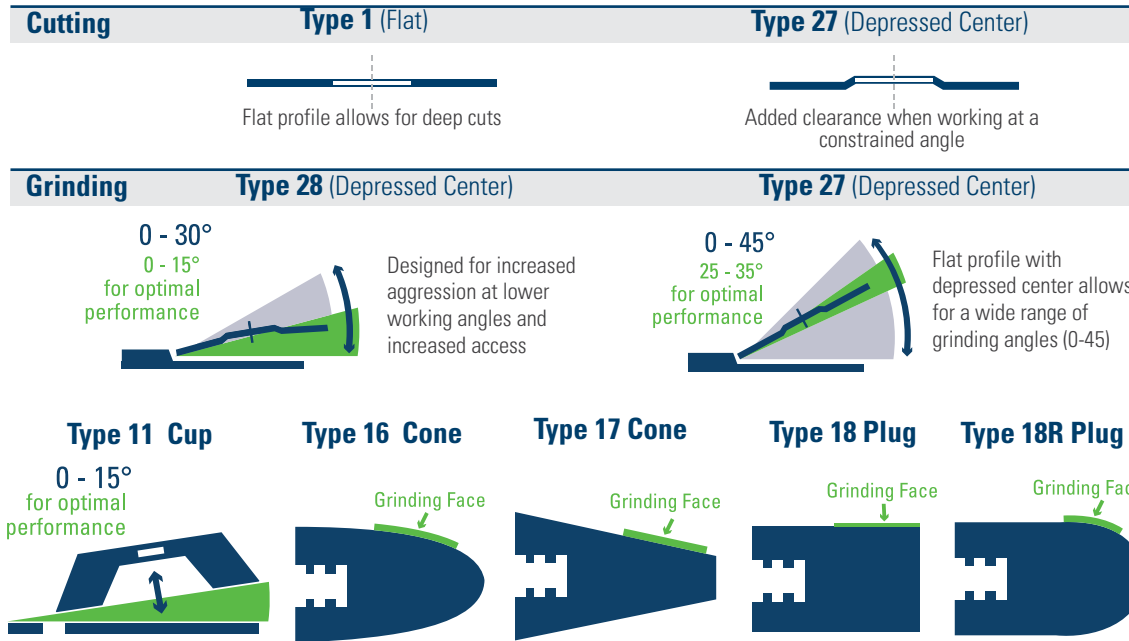 Cutting
Type 1 (Flat)
Type 27 (Depressed Center)
Flat profile allows for deep cuts
Added clearance when working at a
constrained angle
Grinding
Type 28 (Depressed Center)
Type 27 (Depressed Center)
0 - 30°
0 - 15°
for optimal
performance
Designed for increased
aggression at lower
working angles and
increased access
0 - 45°
25 - 35°
for optimal
performance
Flat profile with
depressed center allows
for a wide range of
grinding angles (0-45)
Type 11 Cup
0 - 15°
for optimal
performance
Type 16 Cone
Grinding Face
Type 17 Cone
Grinding Face
Type 18 Plug
Grinding Face
Type 18R Plug
Grinding Fac